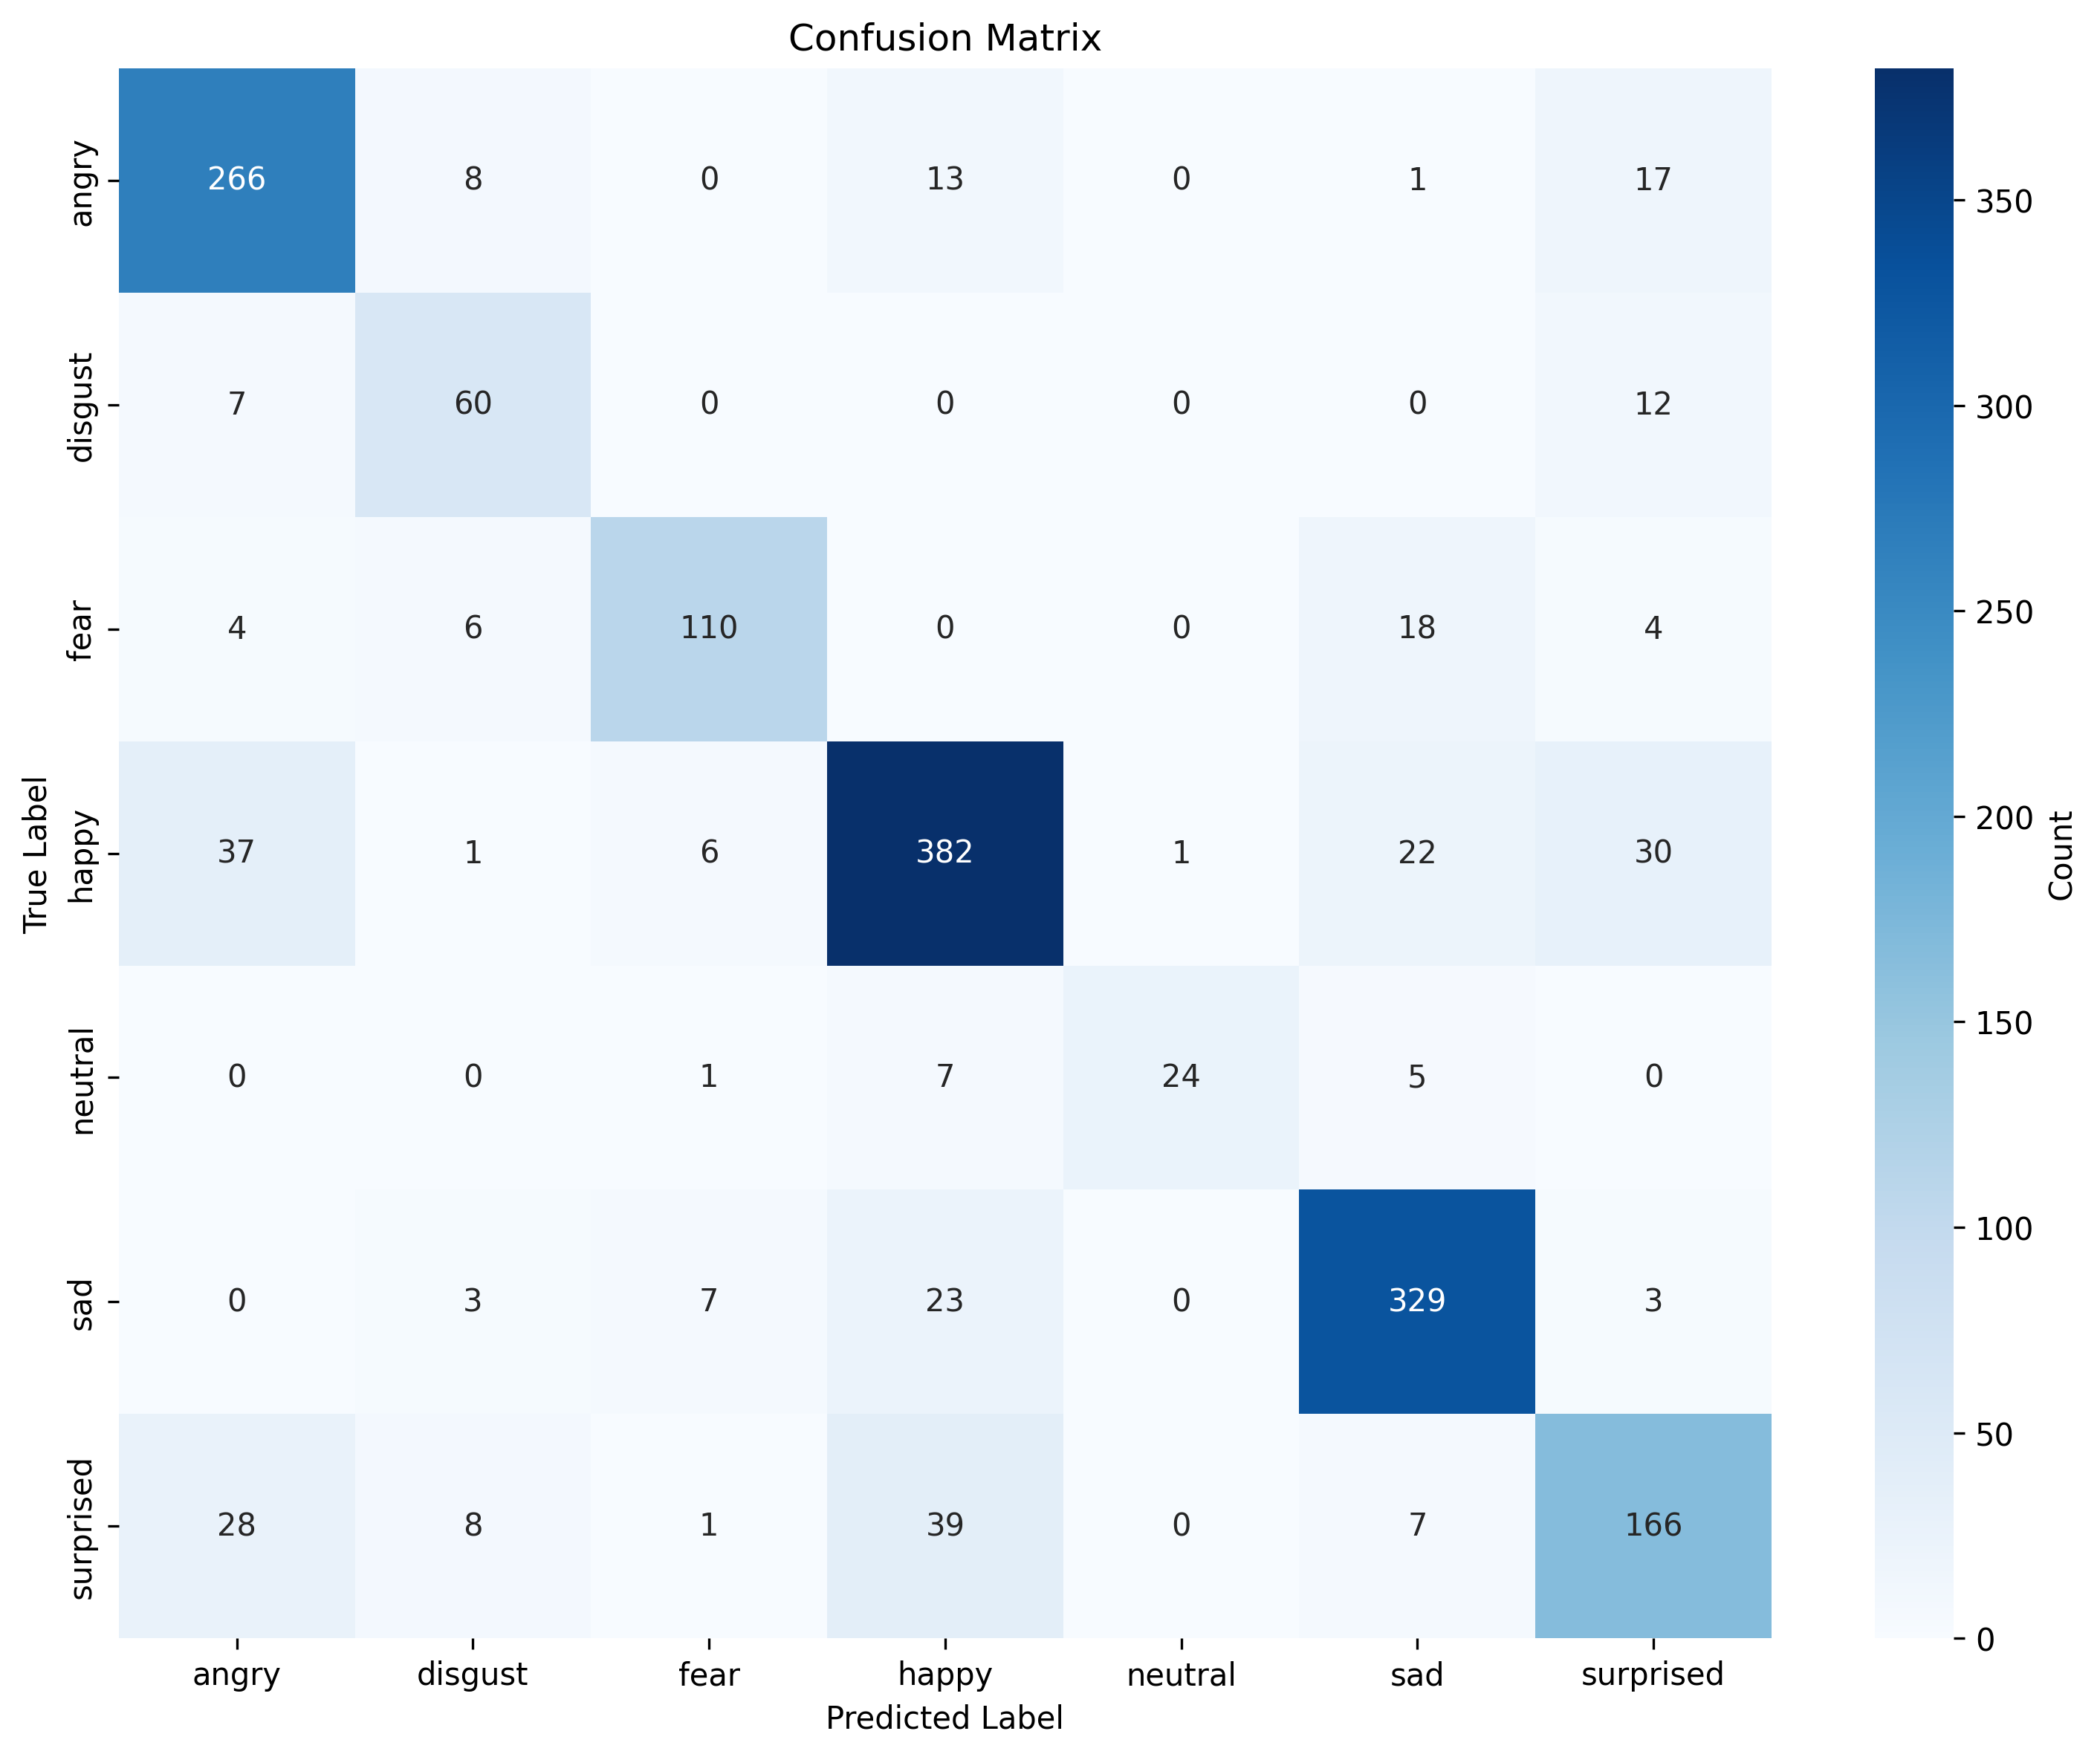 Confusion Matrix
angry 266 8 0 13 0 1 17
disgust 7 60 0 0 0 0 12
fear 4 6 110 0 0 18 4
happy 37 1 6 382 1 22 30
neutral 0 0 1 7 24 5 0
sad 0 3 7 23 0 329 3
surprised 28 8 1 39 0 7 166
True Label
angry disgust fear happy neutral sad surprised
Predicted Label
350
300
250
200
150
100
50
0
Count